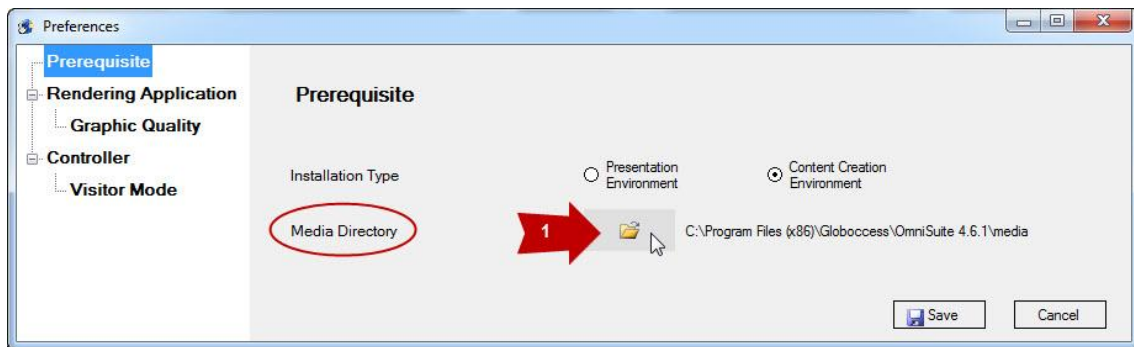 Preferences
Prerequisite
Rendering Application
Graphic Quality
Controller
Visitor Mode
Prerequisite
Installation Type
Presentation
Environment
Content Creation
Environment
Media Directory
1
C:\Program Files (x86)\Globoccess\OmniSuite 4.6.1\media
Save
Cancel